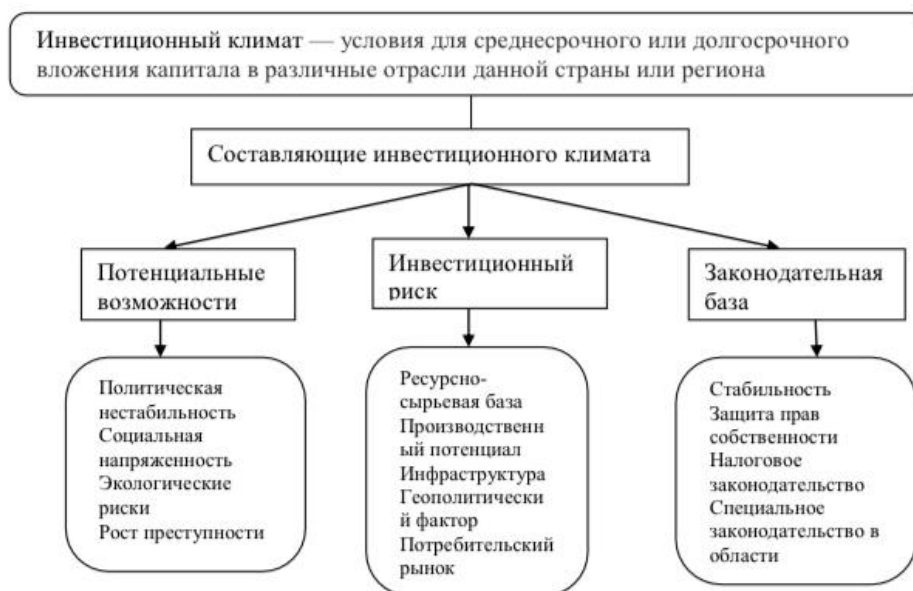 Инвестиционный климат — условия для среднесрочного или долгосрочного
вложения капитала в различные отрасли данной страны или региона
Составляющие инвестиционного климата
Потенциальные
возможности
Инвестиционный
риск
Законодательная
база
Политическая
нестабильность
Социальная
напряженность
Экологические
риски
Рост преступности
Ресурсно-
сырьевая база
Производственн
ный потенциал
Инфраструктура
Геополитически
й фактор
Потребительский
рынок
Стабильность
Защита прав
собственности
Налоговое
законодательство
Специальное
законодательство в
области